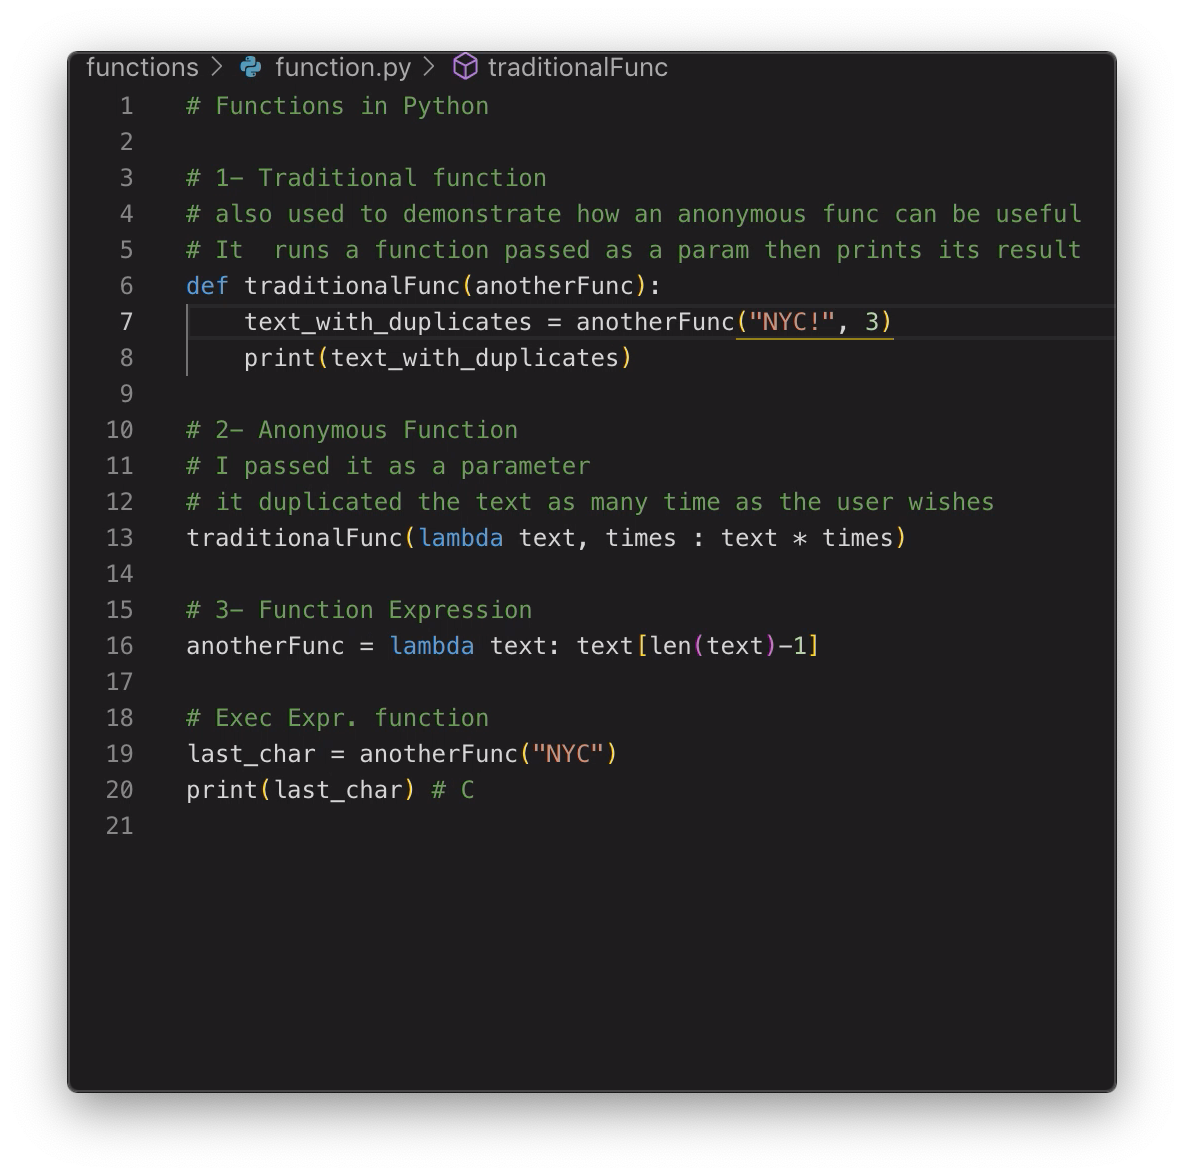 functions > function.py > traditionalFunc
1 # Functions in Python
2
3 # 1- Traditional function
4 # also used to demonstrate how an anonymous func can be useful
5 # It  runs a function passed as a param then prints its result
6 def traditionalFunc(anotherFunc):
7     text_with_duplicates = anotherFunc("NYC!", 3)
8     print(text_with_duplicates)
9
10 # 2- Anonymous Function
11 # I passed it as a parameter
12 # it duplicated the text as many time as the user wishes
13 traditionalFunc(lambda text, times : text * times)
14
15 # 3- Function Expression
16 anotherFunc = lambda text: text[len(text)-1]
17
18 # Exec Expr. function
19 last_char = anotherFunc("NYC")
20 print(last_char) # C
21